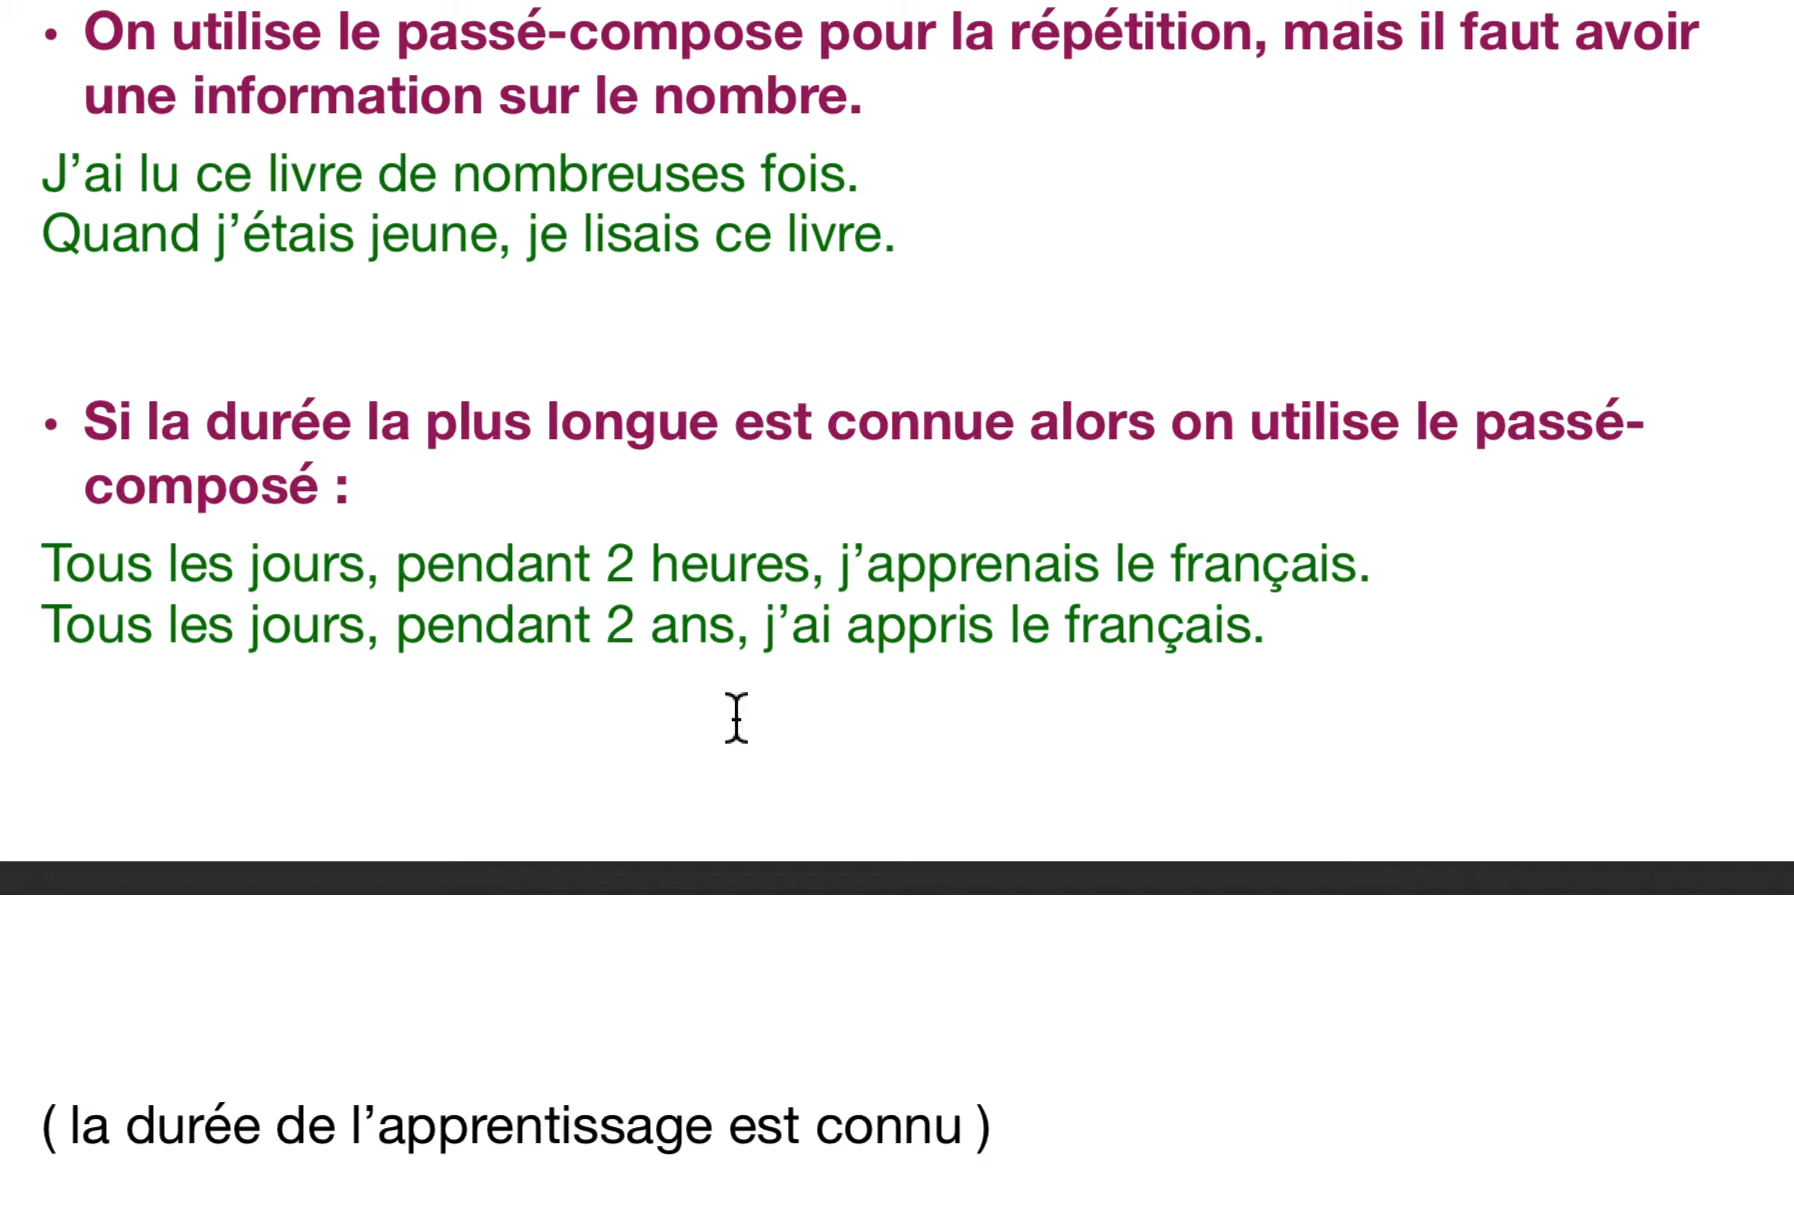 • On utilise le passé-compose pour la répétition, mais il faut avoir
une information sur le nombre.
J’ai lu ce livre de nombreuses fois.
Quand j’étais jeune, je lisais ce livre.
• Si la durée la plus longue est connue alors on utilise le passé-
composé :
Tous les jours, pendant 2 heures, j’apprenais le français.
Tous les jours, pendant 2 ans, j’ai appris le français.
( la durée de l’apprentissage est connu )